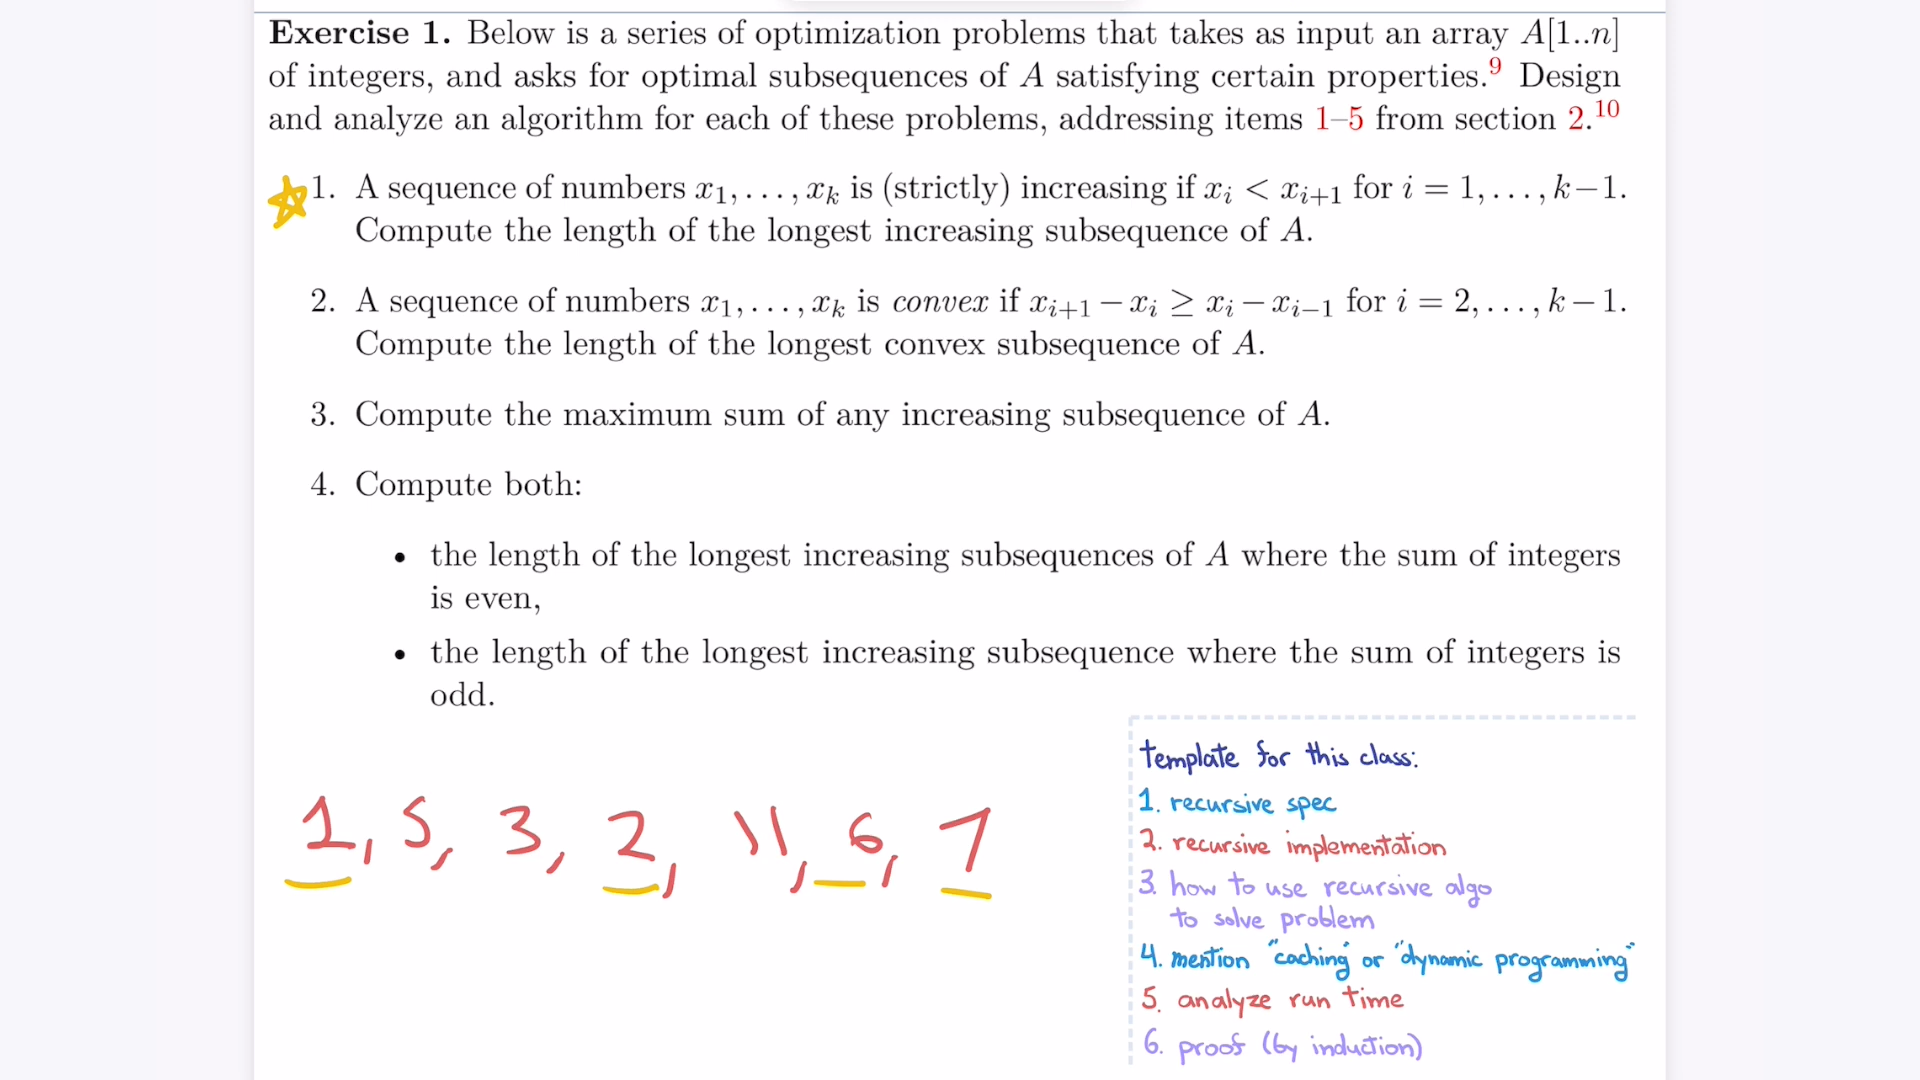 Exercise 1. Below is a series of optimization problems that takes as input an array A[1..n]
of integers, and asks for optimal subsequences of A satisfying certain properties.⁹ Design
and analyze an algorithm for each of these problems, addressing items 1–5 from section 2.¹⁰
1. A sequence of numbers x₁, . . . , xₖ is (strictly) increasing if xᵢ < xᵢ₊₁ for i = 1, . . . , k−1.
Compute the length of the longest increasing subsequence of A.
2. A sequence of numbers x₁, . . . , xₖ is convex if xᵢ₊₁ − xᵢ ≥ xᵢ − xᵢ₋₁ for i = 2, . . . , k − 1.
Compute the length of the longest convex subsequence of A.
3. Compute the maximum sum of any increasing subsequence of A.
4. Compute both:
• the length of the longest increasing subsequences of A where the sum of integers
is even,
• the length of the longest increasing subsequence where the sum of integers is
odd.
1, 5, 3, 2, 11, 6, 7
template for this class:
1. recursive spec
2. recursive implementation
3. how to use recursive algo
to solve problem
4. mention "caching" or "dynamic programming"
5. analyze run time
6. proof (by induction)